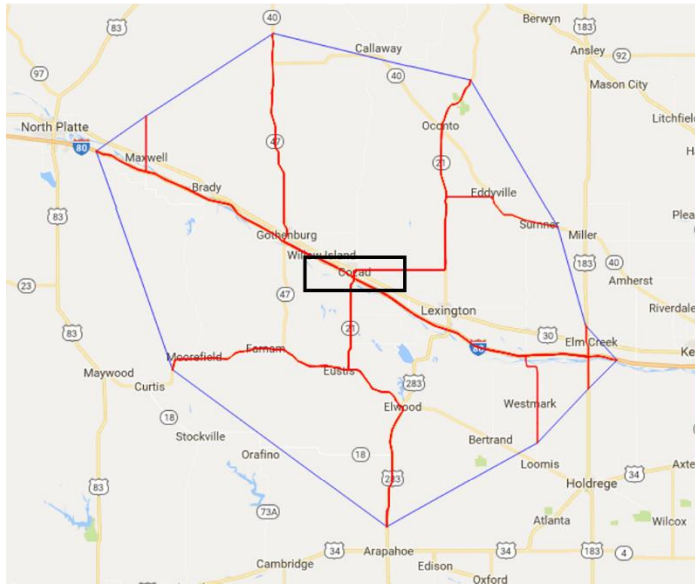 83
40
Berwyn
183
Callaway
Ansley
92
97
40
Mason City
Oconto
North Platte
80
47
21
Litchfield
Maxwell
Brady
Eddyville
Sumner
Miller
83
Gothenburg
Willow Island
183
40
Amherst
23
Cozad
47
Lexington
Riverdale
21
30
Moorefield
Farnam
80
Elm Creek
Ke
Maywood
Curtis
Eustis
283
Elwood
Westmark
18
Stockville
Bertrand
Orafino
18
Loomis
34
83
283
Holdrege
Axte
73A
Atlanta
Wilcox
34
Arapahoe
34
183
4
Cambridge
Edison
Oxford